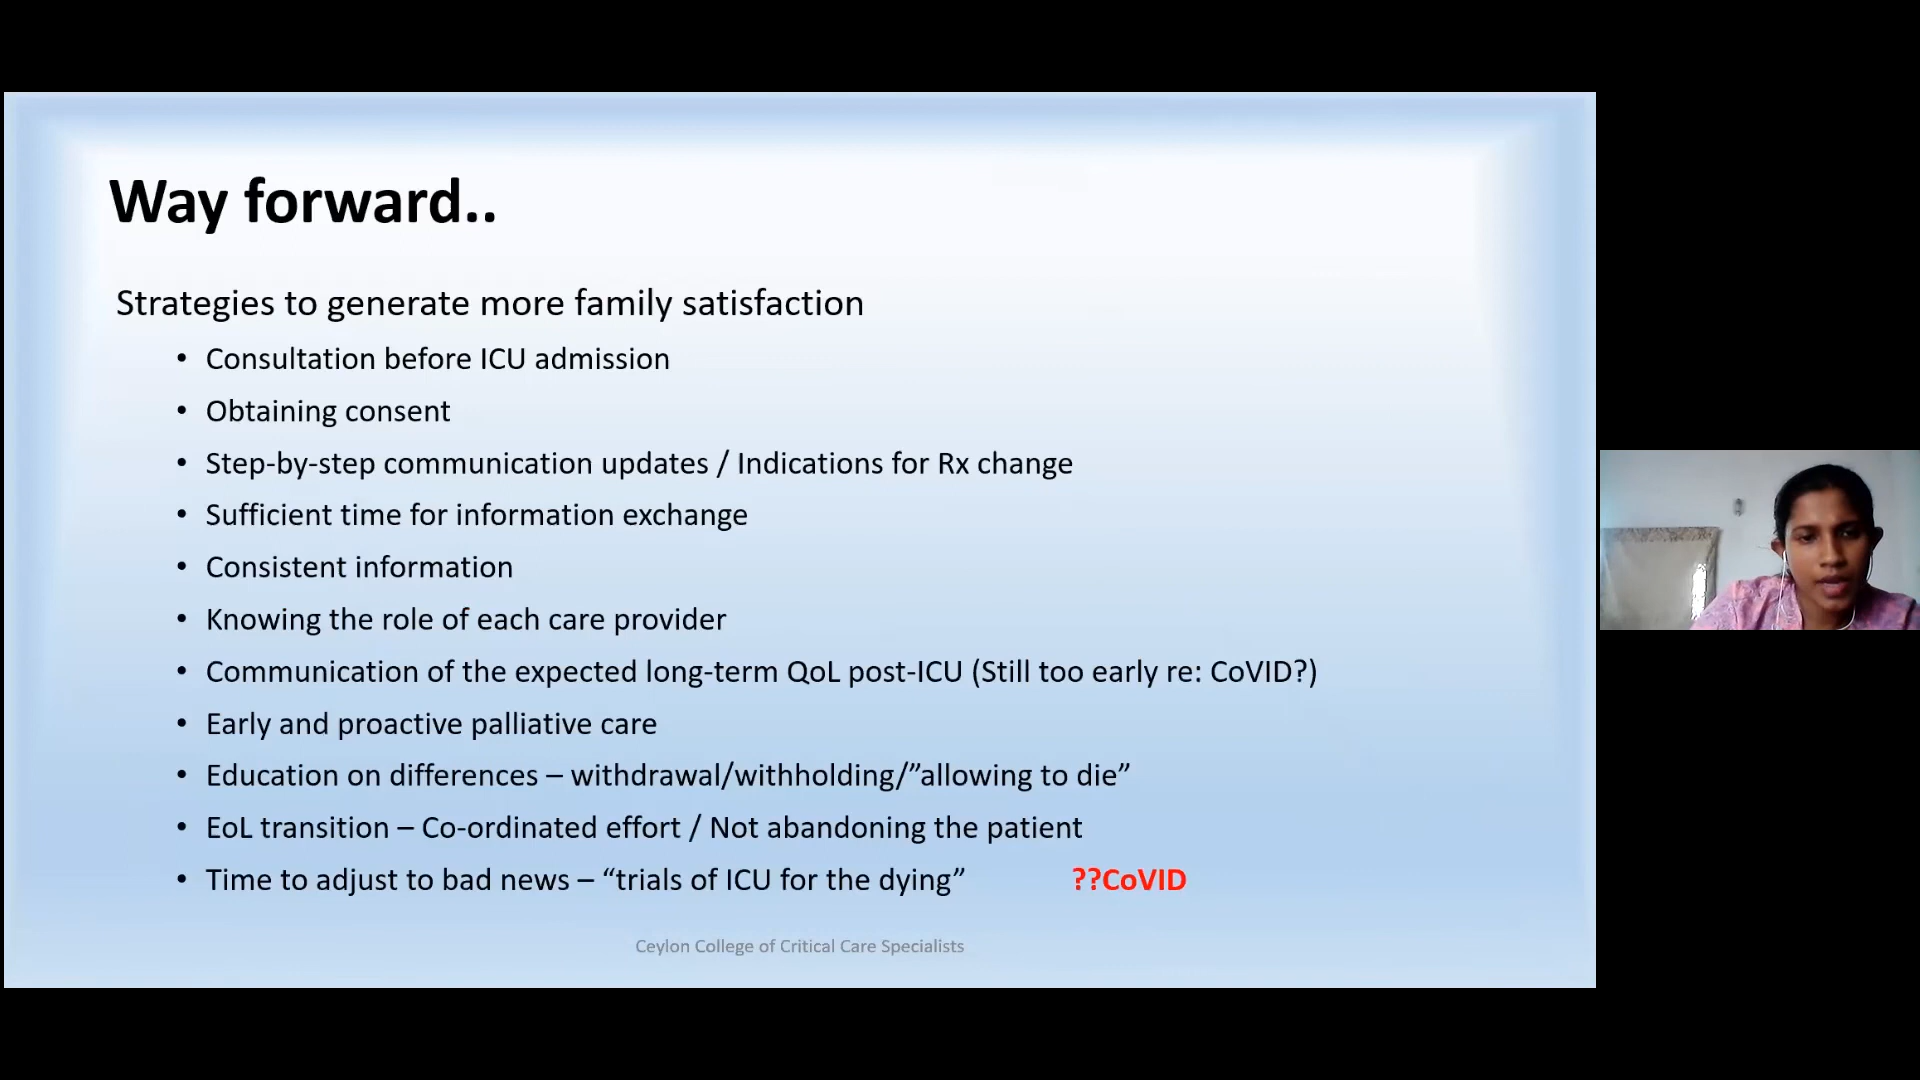 Way forward..
Strategies to generate more family satisfaction
• Consultation before ICU admission
• Obtaining consent
• Step-by-step communication updates / Indications for Rx change
• Sufficient time for information exchange
• Consistent information
• Knowing the role of each care provider
• Communication of the expected long-term QoL post-ICU (Still too early re: CoVID?)
• Early and proactive palliative care
• Education on differences – withdrawal/withholding/”allowing to die”
• EoL transition – Co-ordinated effort / Not abandoning the patient
• Time to adjust to bad news – “trials of ICU for the dying” ??CoVID
Ceylon College of Critical Care Specialists